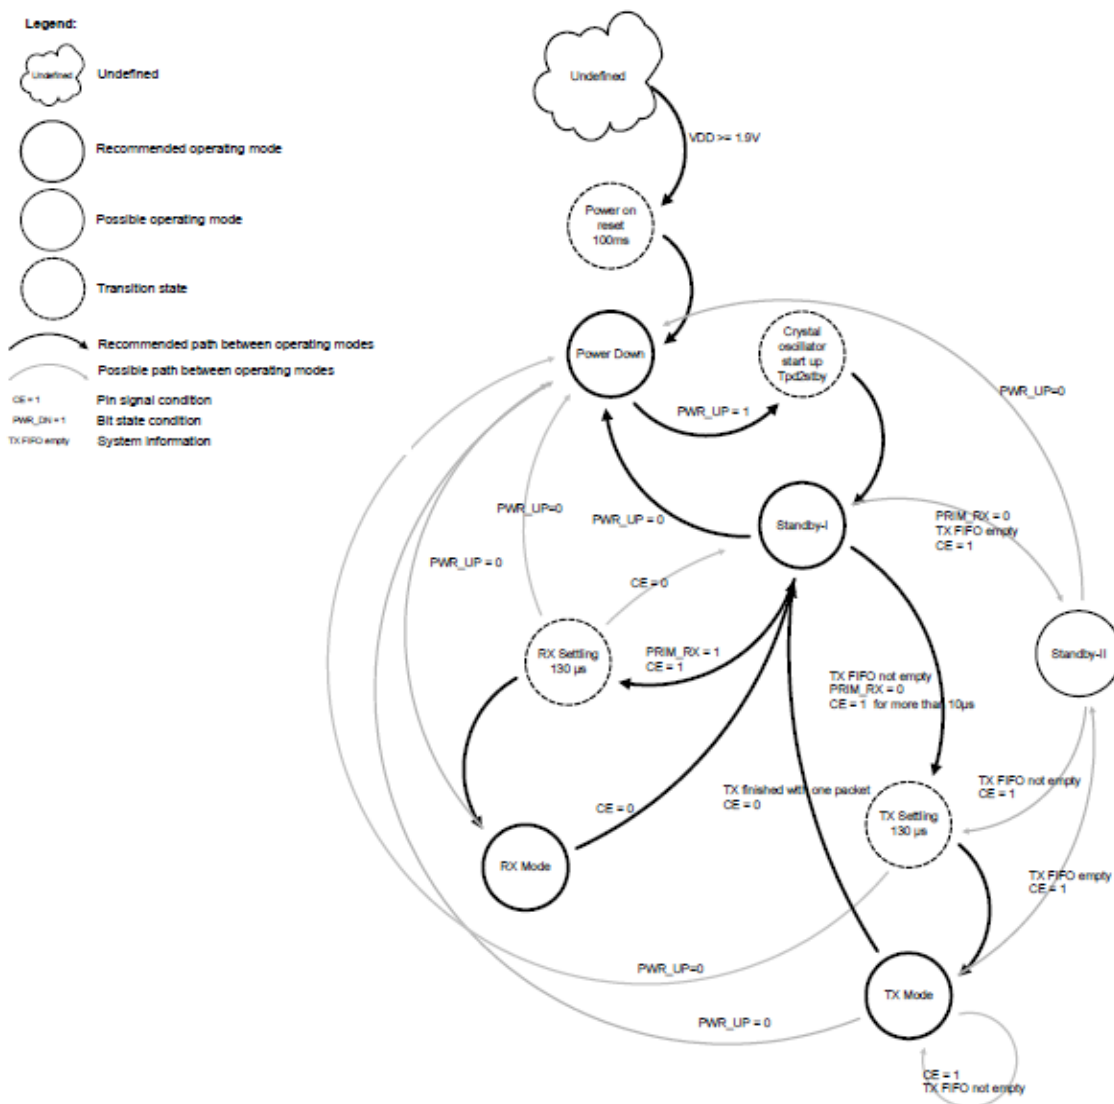 Legend:
Undefined
Undefined
Recommended operating mode
Possible operating mode
Transition state
Recommended path between operating modes
Possible path between operating modes
CE = 1
Pin signal condition
PWR_DN = 1
Bit state condition
TX FIFO empty
System information
Undefined
VDD >= 1.9V
Power on
reset
100ms
Power Down
Crystal
oscillator
start up
Tpd2stby
PWR_UP = 1
PWR_UP=0
PWR_UP=0
PWR_UP = 0
Standby-I
PRIM_RX = 0
TX FIFO empty
CE = 1
PWR_UP = 0
CE = 0
RX Settling
130 µs
PRIM_RX = 1
CE = 1
Standby-II
TX FIFO not empty
PRIM_RX = 0
CE = 1 for more than 10µs
TX FIFO not empty
CE = 1
TX finished with one packet
CE = 0
CE = 0
TX Settling
130 µs
RX Mode
TX FIFO empty
CE = 1
PWR_UP=0
TX Mode
PWR_UP = 0
CE = 1
TX FIFO not empty